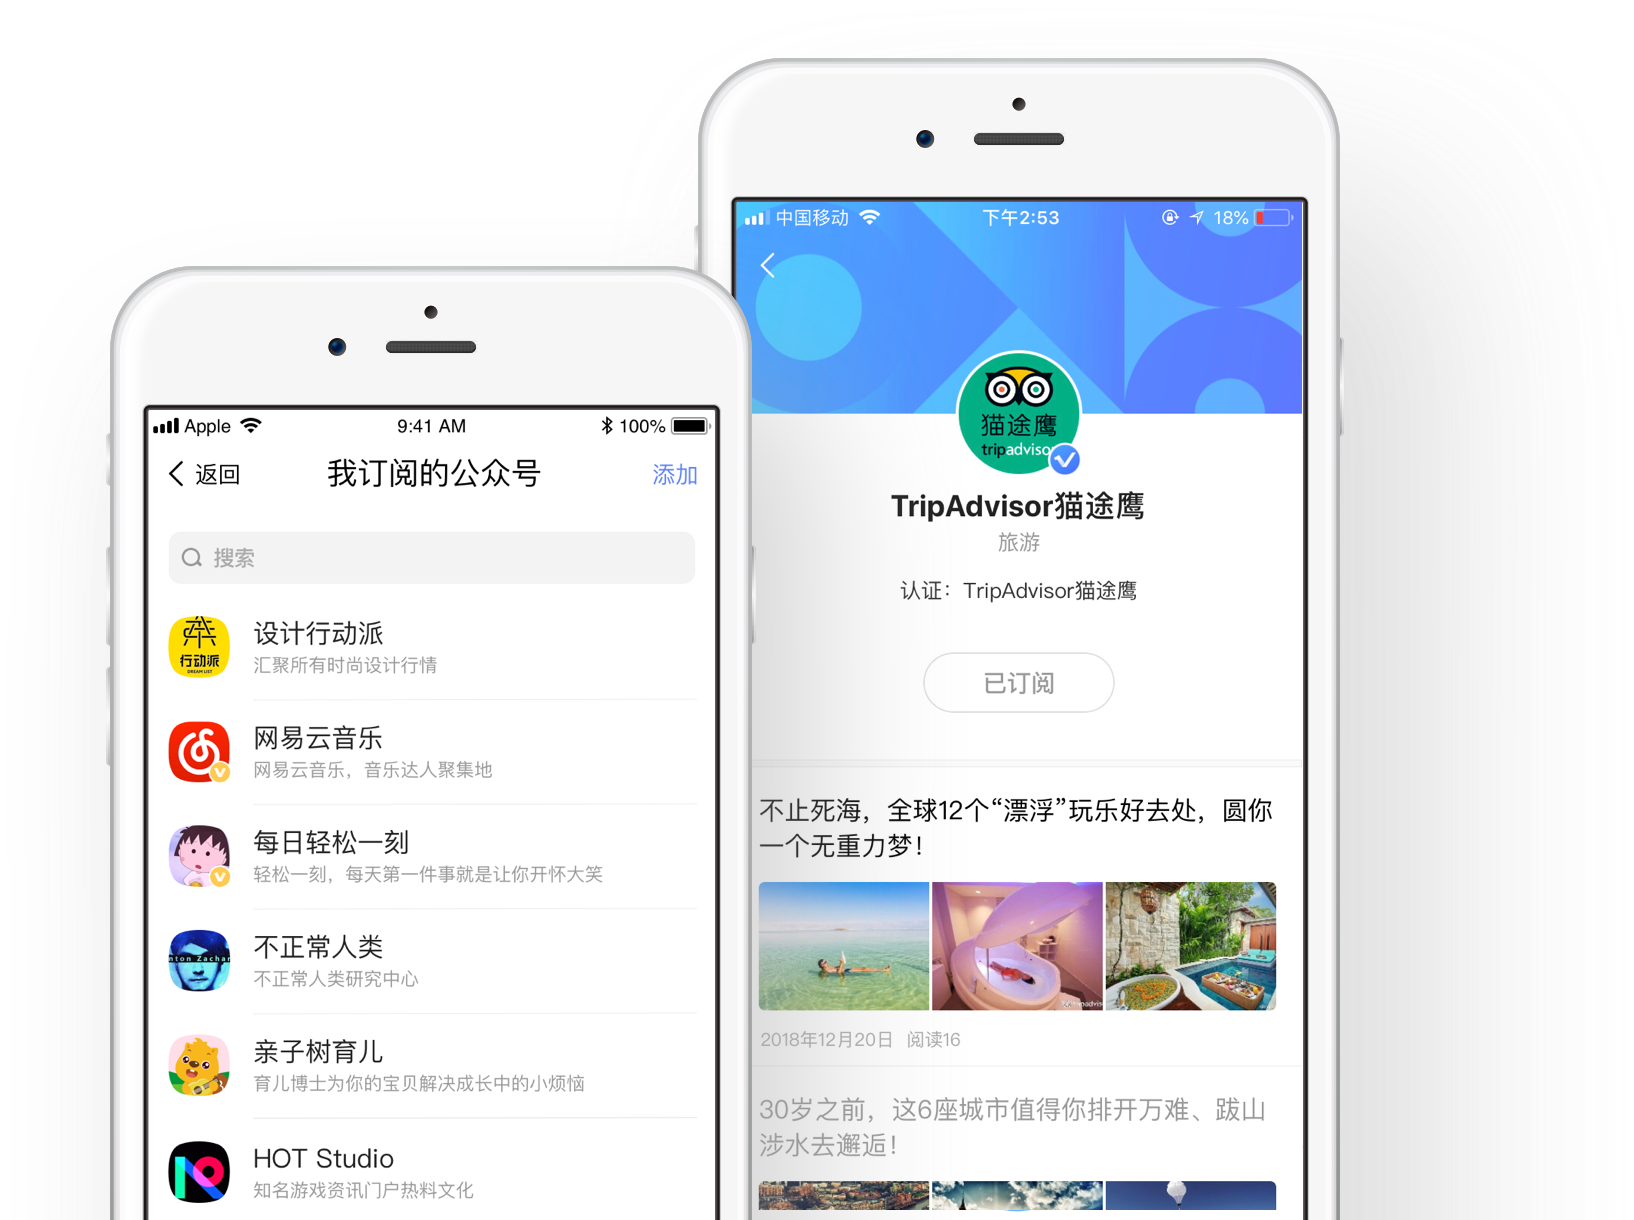 Apple
9:41 AM
100%
返回
我订阅的公众号
添加
搜索
行动派
DREAM LIST
设计行动派
汇聚所有时尚设计行情
网易云音乐
网易云音乐，音乐达人聚集地
每日轻松一刻
轻松一刻，每天第一件事就是让你开怀大笑
nton Zachar
不正常人类
不正常人类研究中心
亲子树育儿
育儿博士为你的宝贝解决成长中的小烦恼
HOT Studio
知名游戏资讯门户热料文化
中国移动
下午2:53
18%
猫途鹰
tripadviso
TripAdvisor猫途鹰
旅游
认证：TripAdvisor猫途鹰
已订阅
不止死海，全球12个“漂浮”玩乐好去处，圆你
一个无重力梦！
2018年12月20日 阅读16
30岁之前，这6座城市值得你排开万难、跋山
涉水去邂逅！